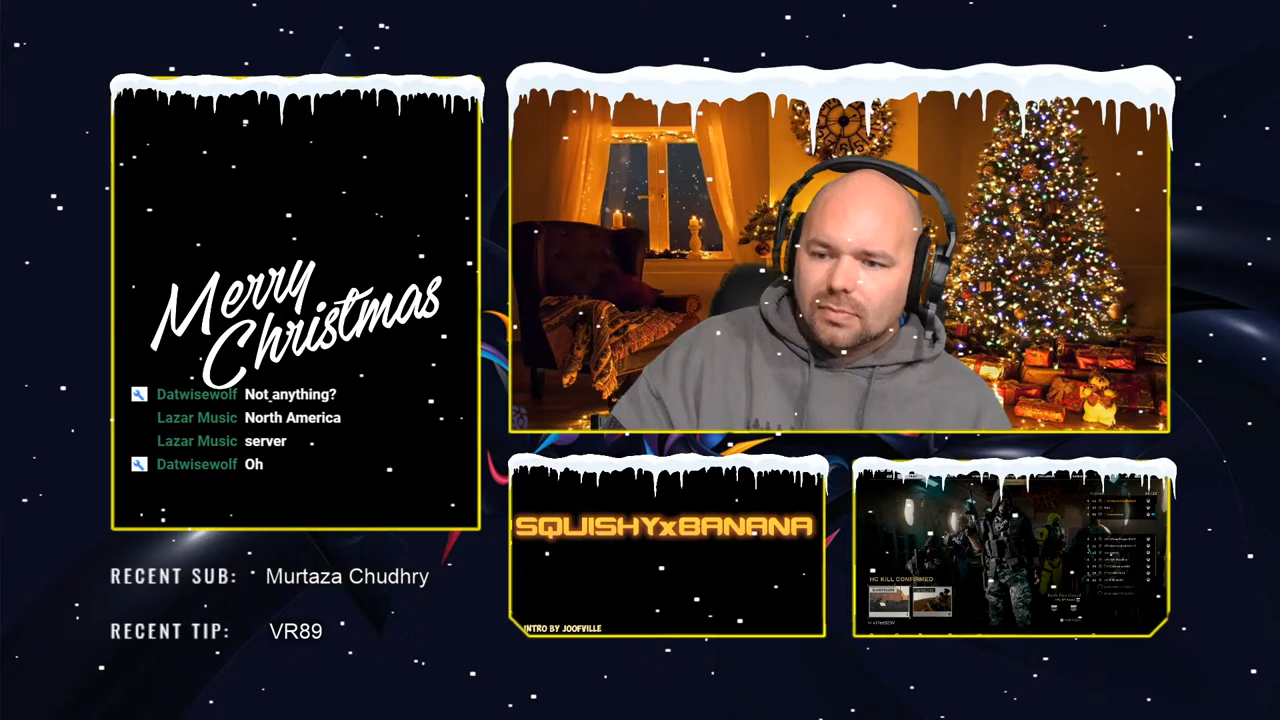 Merry
Christmas
Datwisewolf Not anything?
Lazar Music North America
Lazar Music server
Datwisewolf Oh
RECENT SUB: Murtaza Chudhry
RECENT TIP: VR89
SQUISHYxBANANA
INTRO BY JOOFVILLE
HC KILL CONFIRMED